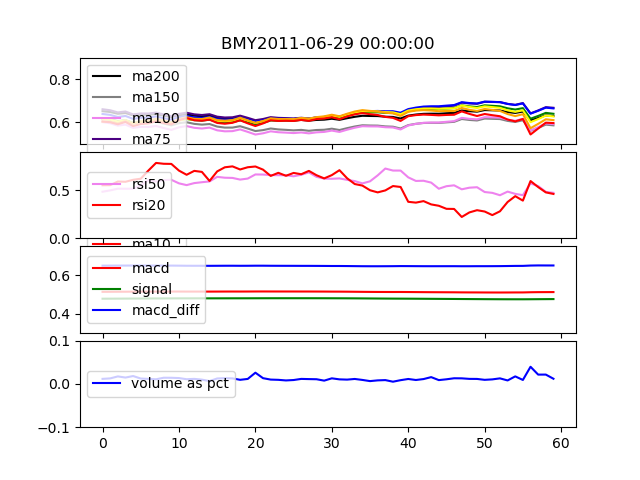 BMY2011-06-29 00:00:00
0.8
0.6
ma200
ma150
ma100
ma75
0.5
0.0
rsi50
rsi20
ma10
0.6
0.4
macd
signal
macd_diff
0.1
0.0
−0.1
volume as pct
0 10 20 30 40 50 60